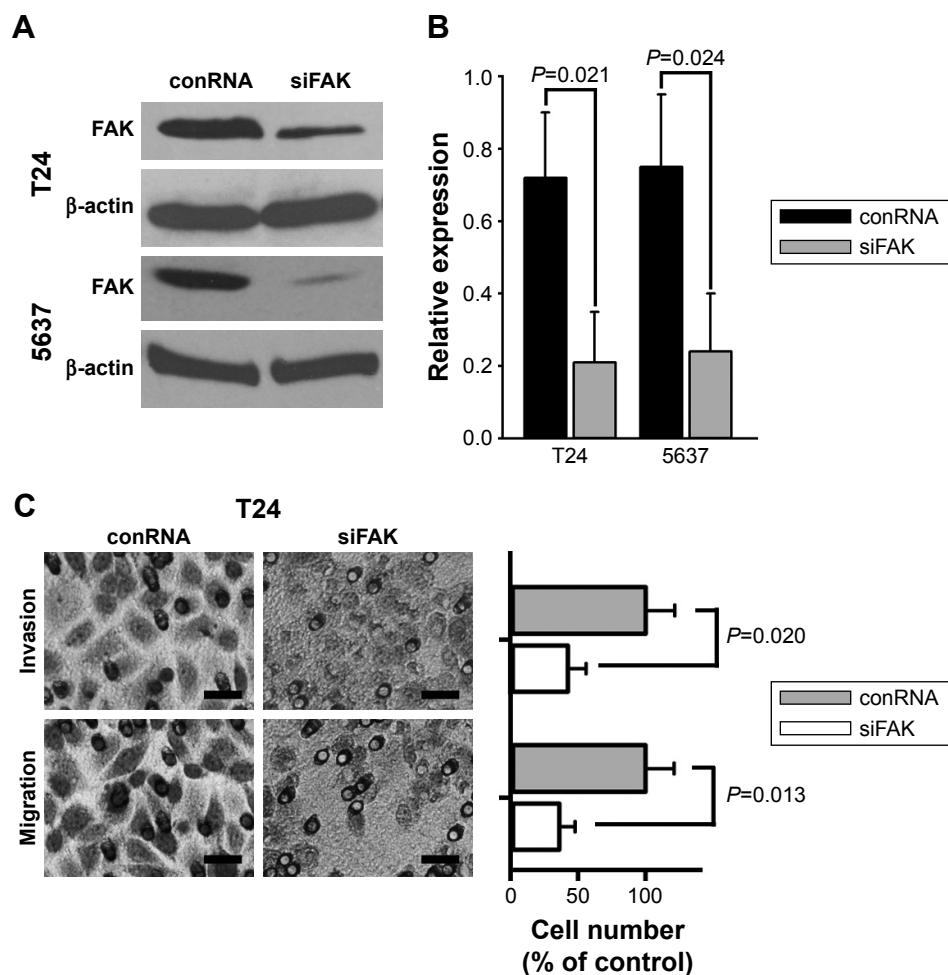 A
conRNA siFAK
T24
FAK
β-actin
5637
FAK
β-actin
B
Relative expression
1.0
0.8
0.6
0.4
0.2
0.0
P=0.021
P=0.024
T24
5637
conRNA
siFAK
C
T24
conRNA siFAK
Invasion
Migration
P=0.020
P=0.013
0 50 100
Cell number
(% of control)
conRNA
siFAK